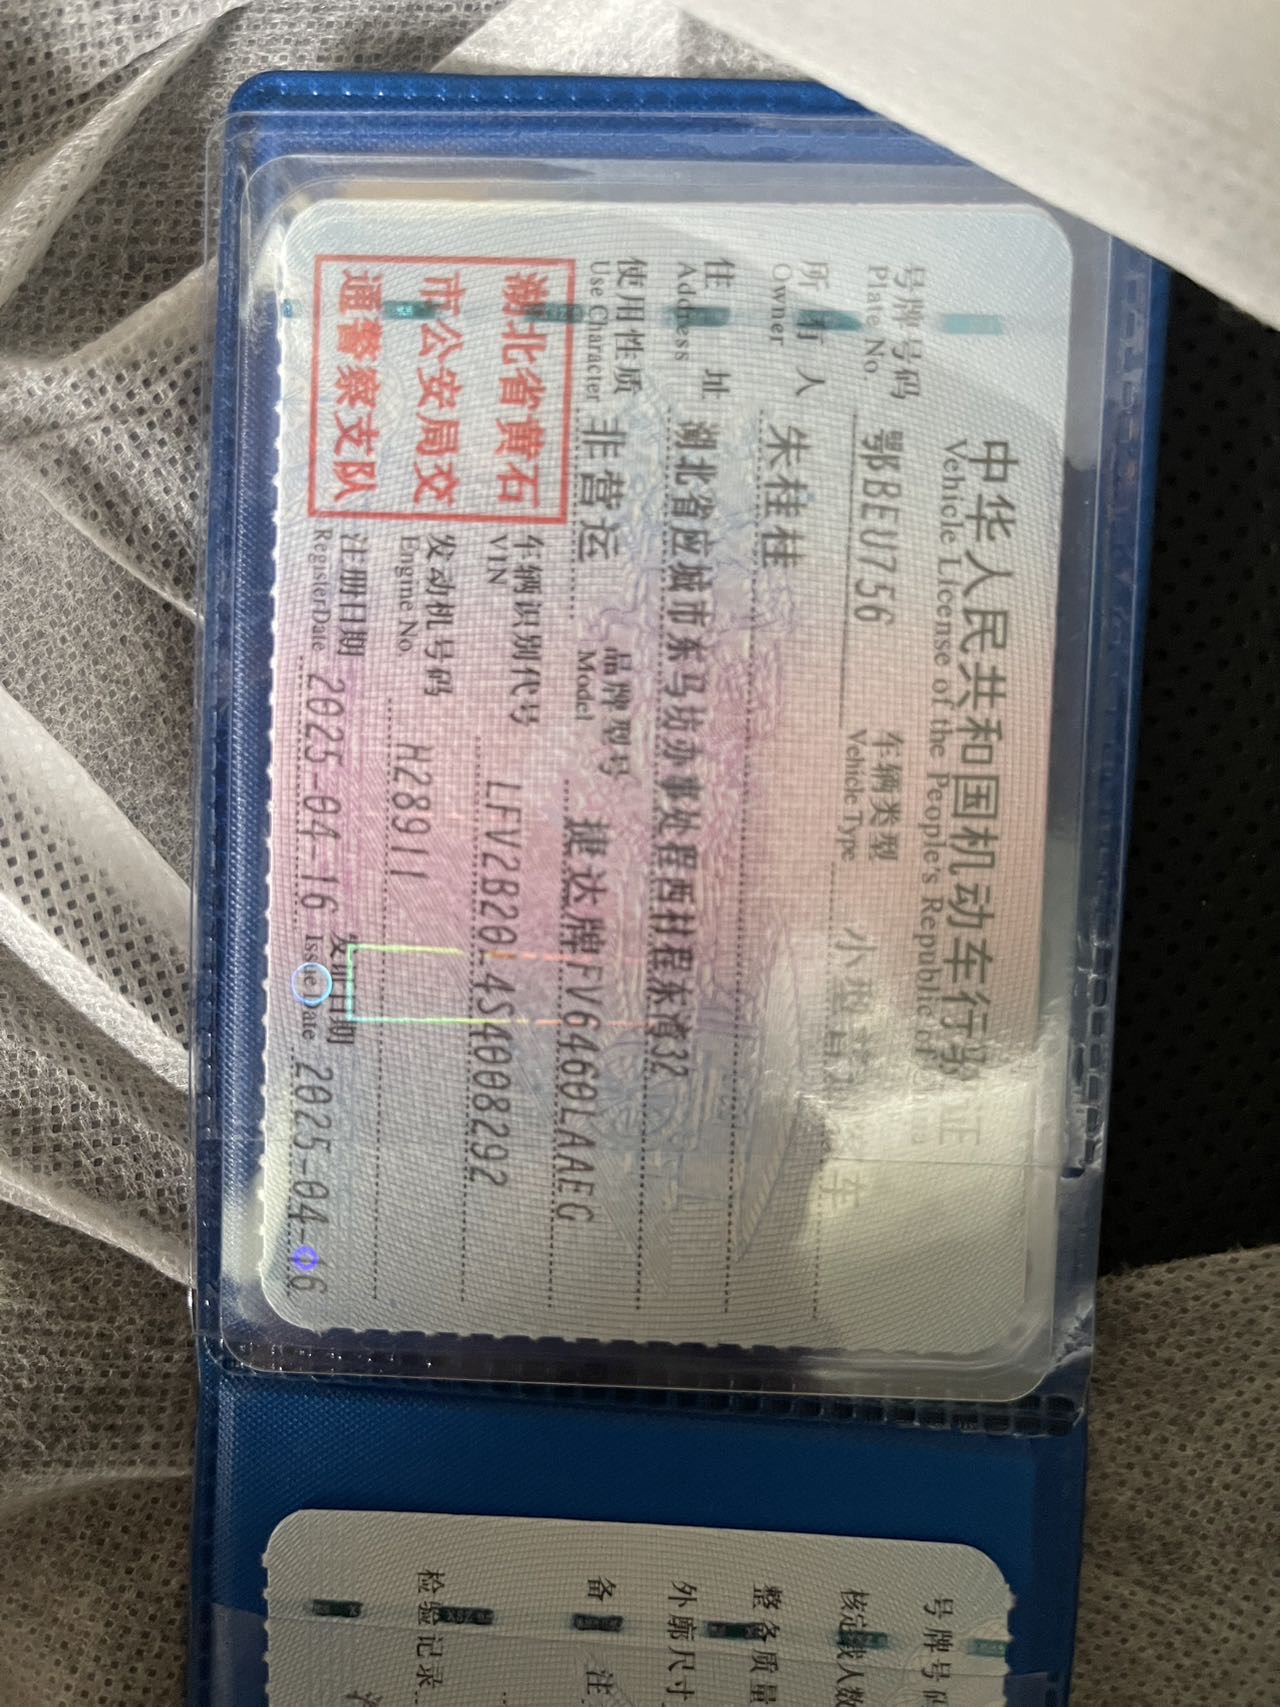 中华人民共和国机动车行驶证
Vehicle License of the People's Republic of China
号牌号码
Plate No.
鄂BEU756
车辆类型
Vehicle Type
小型
车
所有人
Owner
朱桂桂
住址
Address
湖北省应城市东马坊办事处程西村程东湾32
使用性质
Use Character
非营运
品牌型号
Model
捷达牌FV6460LAAEG
湖北省黄石
市公安局交
通警察支队
车辆识别代号
VIN
LFV2B20L4S4008292
发动机号码
Engine No.
H28911
注册日期
RegisterDate
2025-04-16
发证日期
Issue Date
2025-04-16
号牌号码
核定载人数
整备质量
外廓尺寸
备注
检验记录